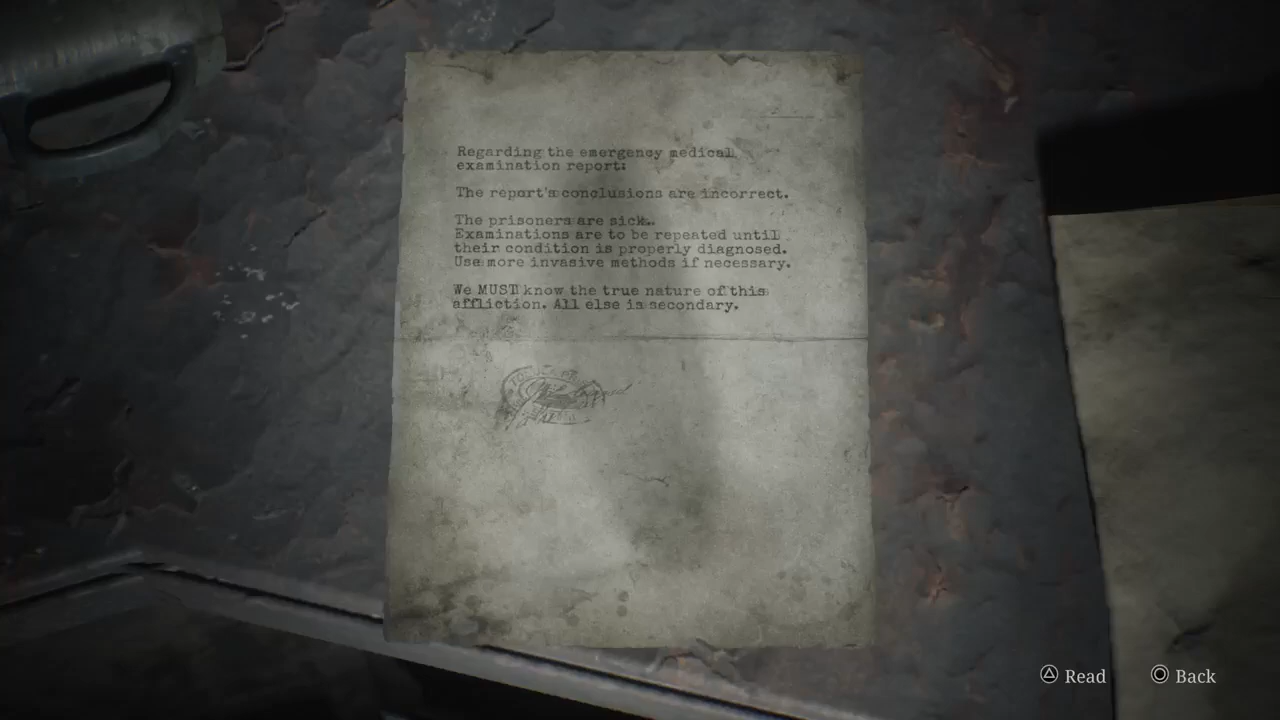 Regarding the emergency medical
examination report:
The report's conclusions are incorrect.
The prisoners are sick.
Examinations are to be repeated until
their condition is properly diagnosed.
Use more invasive methods if necessary.
We MUST know the true nature of this
affliction. All else is secondary.
Read
Back